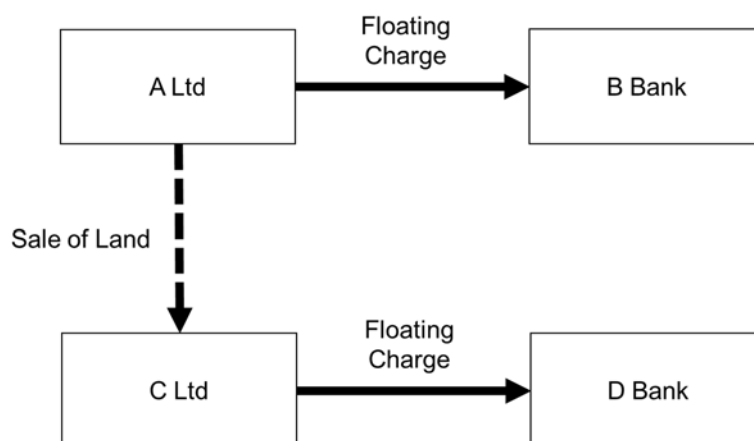 Floating
Charge
A Ltd
B Bank
Sale of Land
Floating
Charge
C Ltd
D Bank